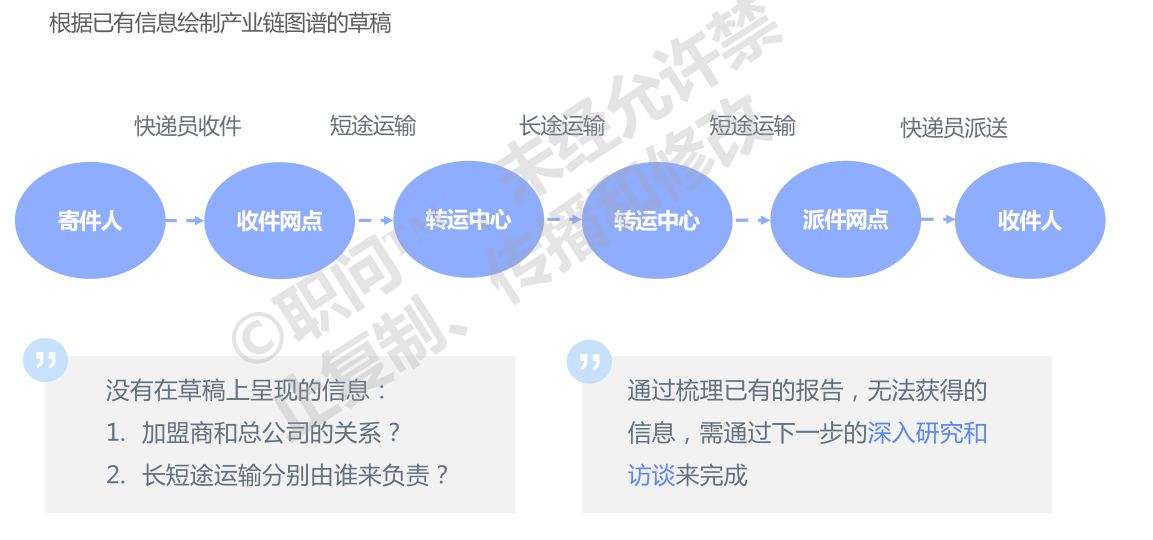 根据已有信息绘制产业链图谱的草稿
快递员收件 短途运输 长途运输 短途运输 快递员派送
寄件人 收件网点 转运中心 转运中心 派件网点 收件人
没有在草稿上呈现的信息：
1. 加盟商和总公司的关系？
2. 长短途运输分别由谁来负责？
通过梳理已有的报告，无法获得的
信息，需通过下一步的深入研究和
访谈来完成
©职问™，未经允许禁
止复制、传播和修改